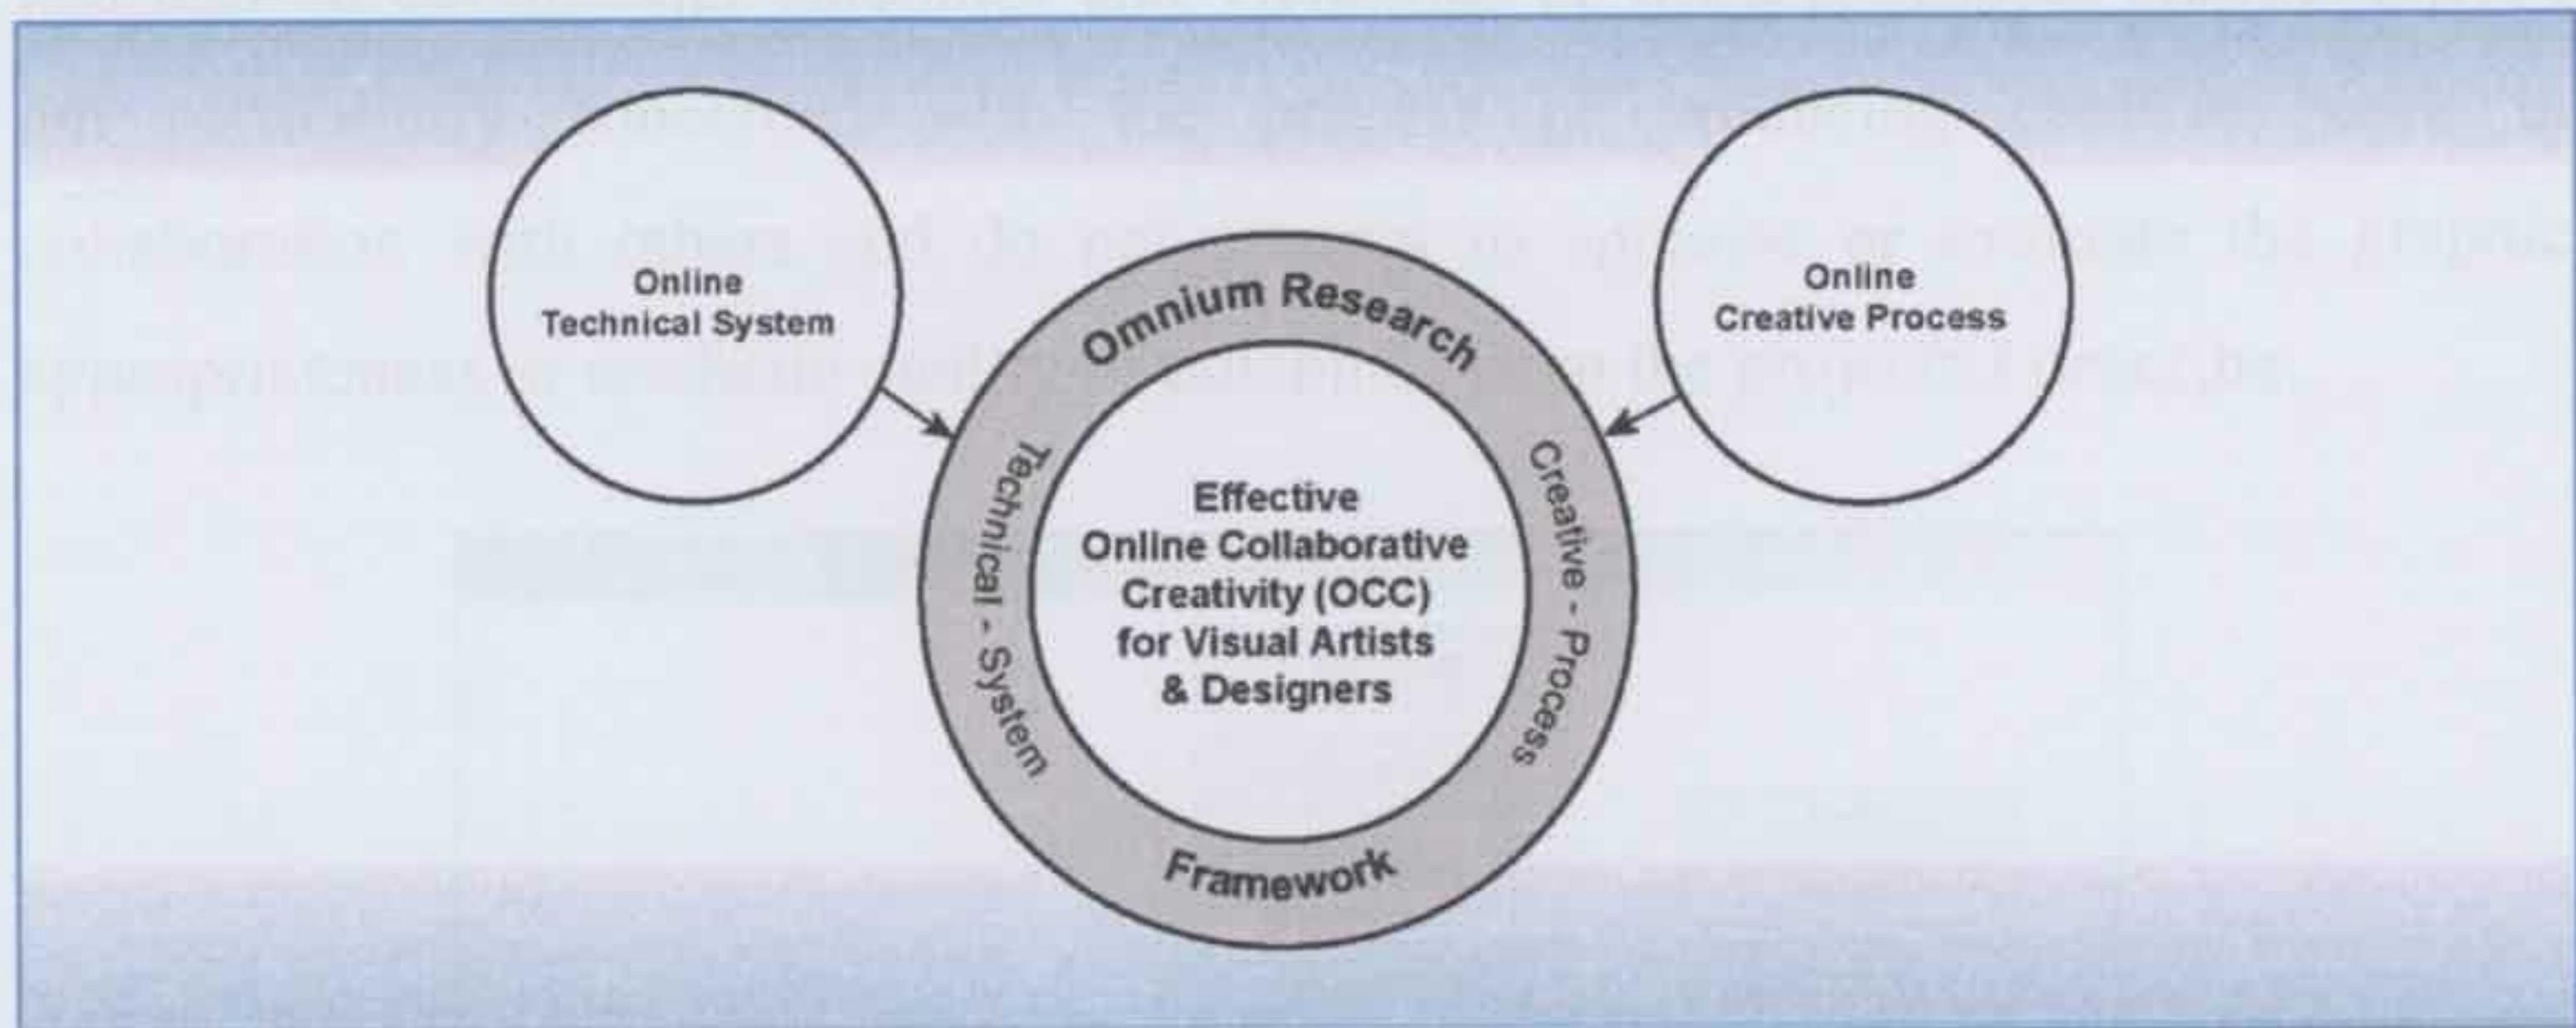 Online
Technical System
Online
Creative Process
Omnium Research
Technical - System
Creative - Process
Effective
Online Collaborative
Creativity (OCC)
for Visual Artists
& Designers
Framework